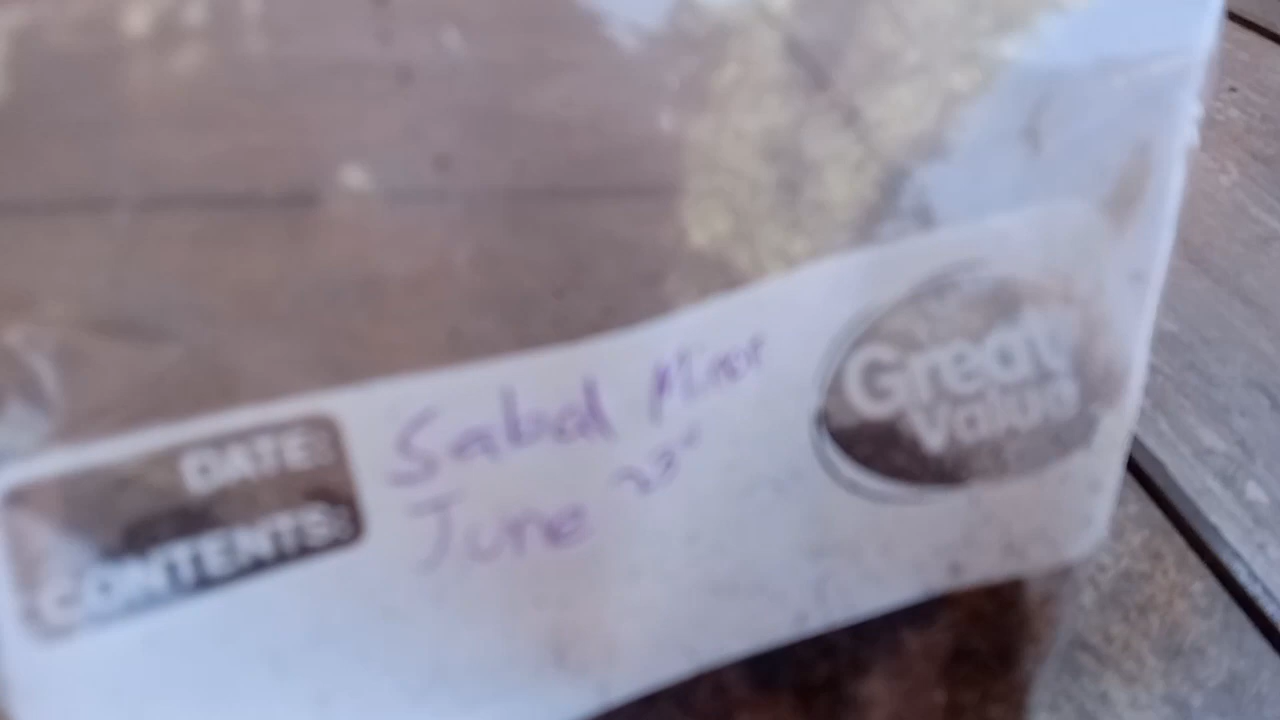 DATE:
CONTENTS:
Sabal Minor
June 23
Great
Value